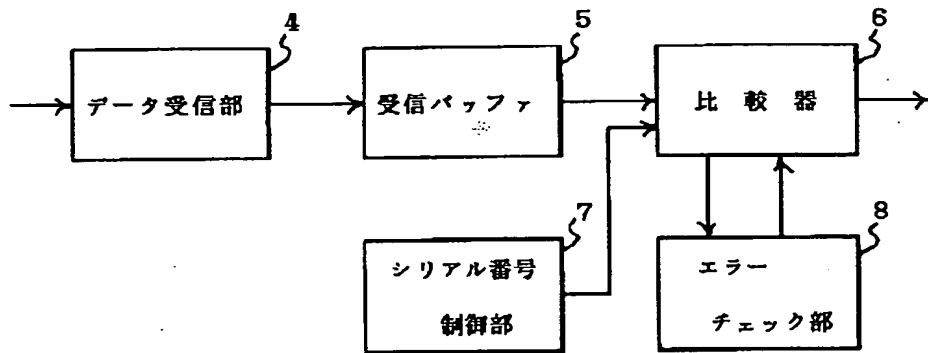 4
データ受信部
5
受信バッファ
6
比較器
7
シリアル番号
制御部
8
エラー
チェック部